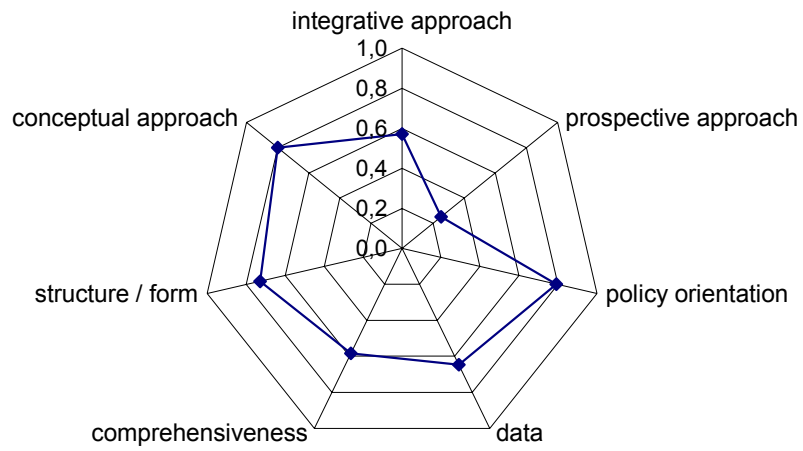 integrative approach
1,0
0,8
conceptual approach
prospective approach
0,6
0,4
0,2
0,0
structure / form
policy orientation
comprehensiveness
data